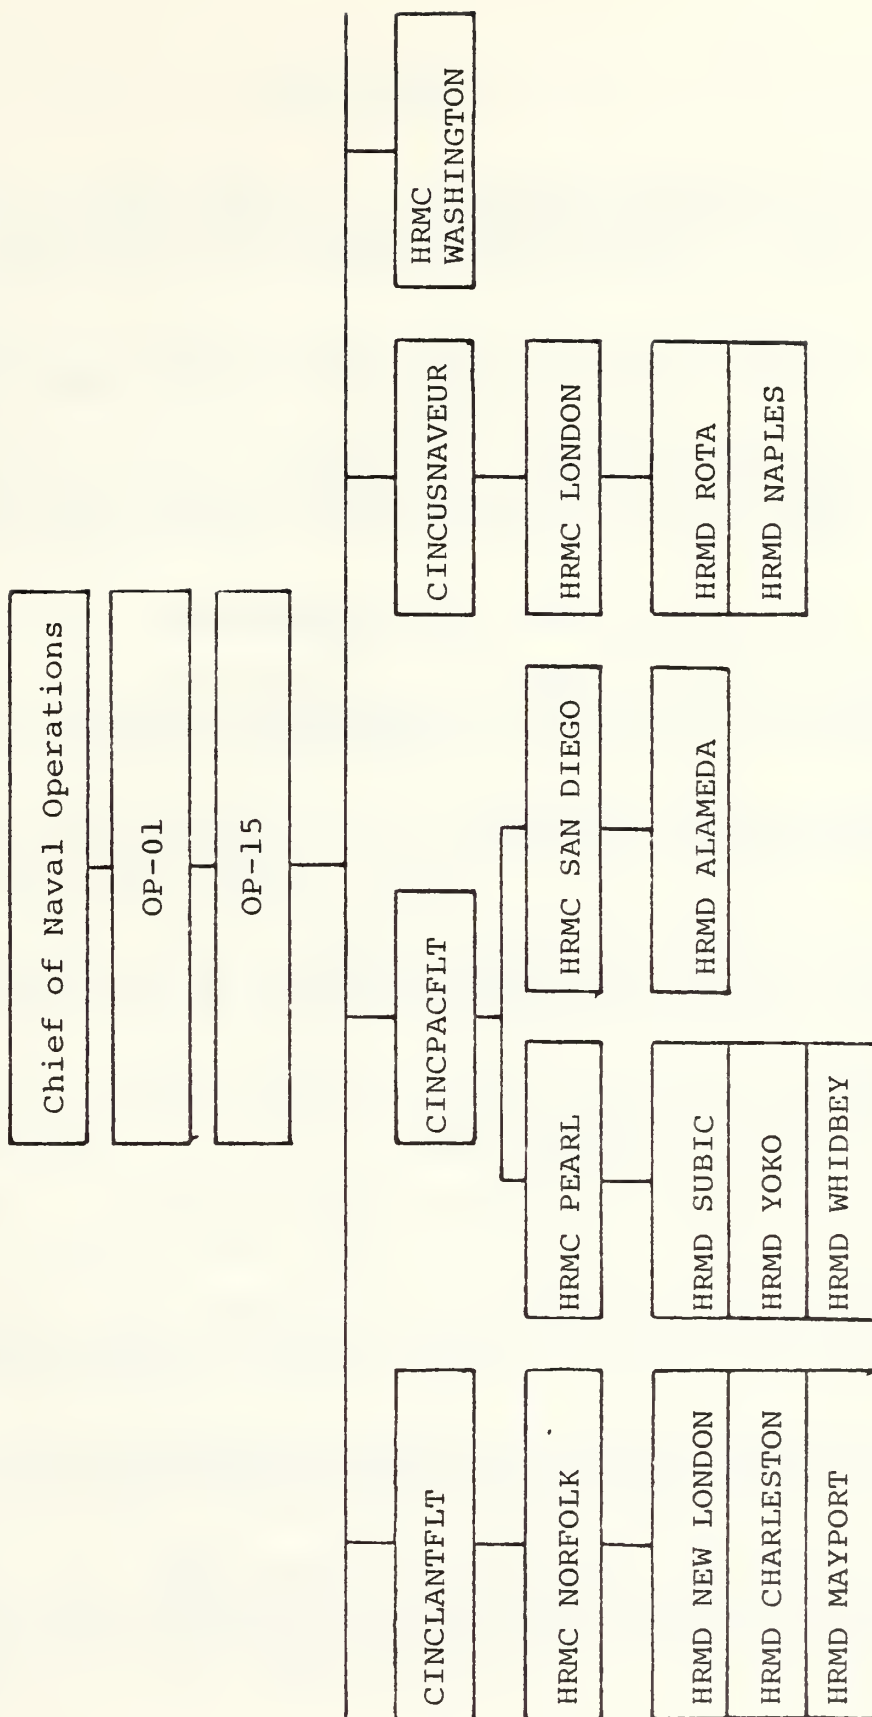 Chief of Naval Operations
OP-01
OP-15
CINCLANTFLT
CINCPACFLT
CINCUSNAVEUR
HRMC
WASHINGTON
HRMC NORFOLK
HRMC PEARL
HRMC SAN DIEGO
HRMC LONDON
HRMD NEW LONDON
HRMD CHARLESTON
HRMD MAYPORT
HRMD SUBIC
HRMD YOKO
HRMD WHIDBEY
HRMD ALAMEDA
HRMD ROTA
HRMD NAPLES